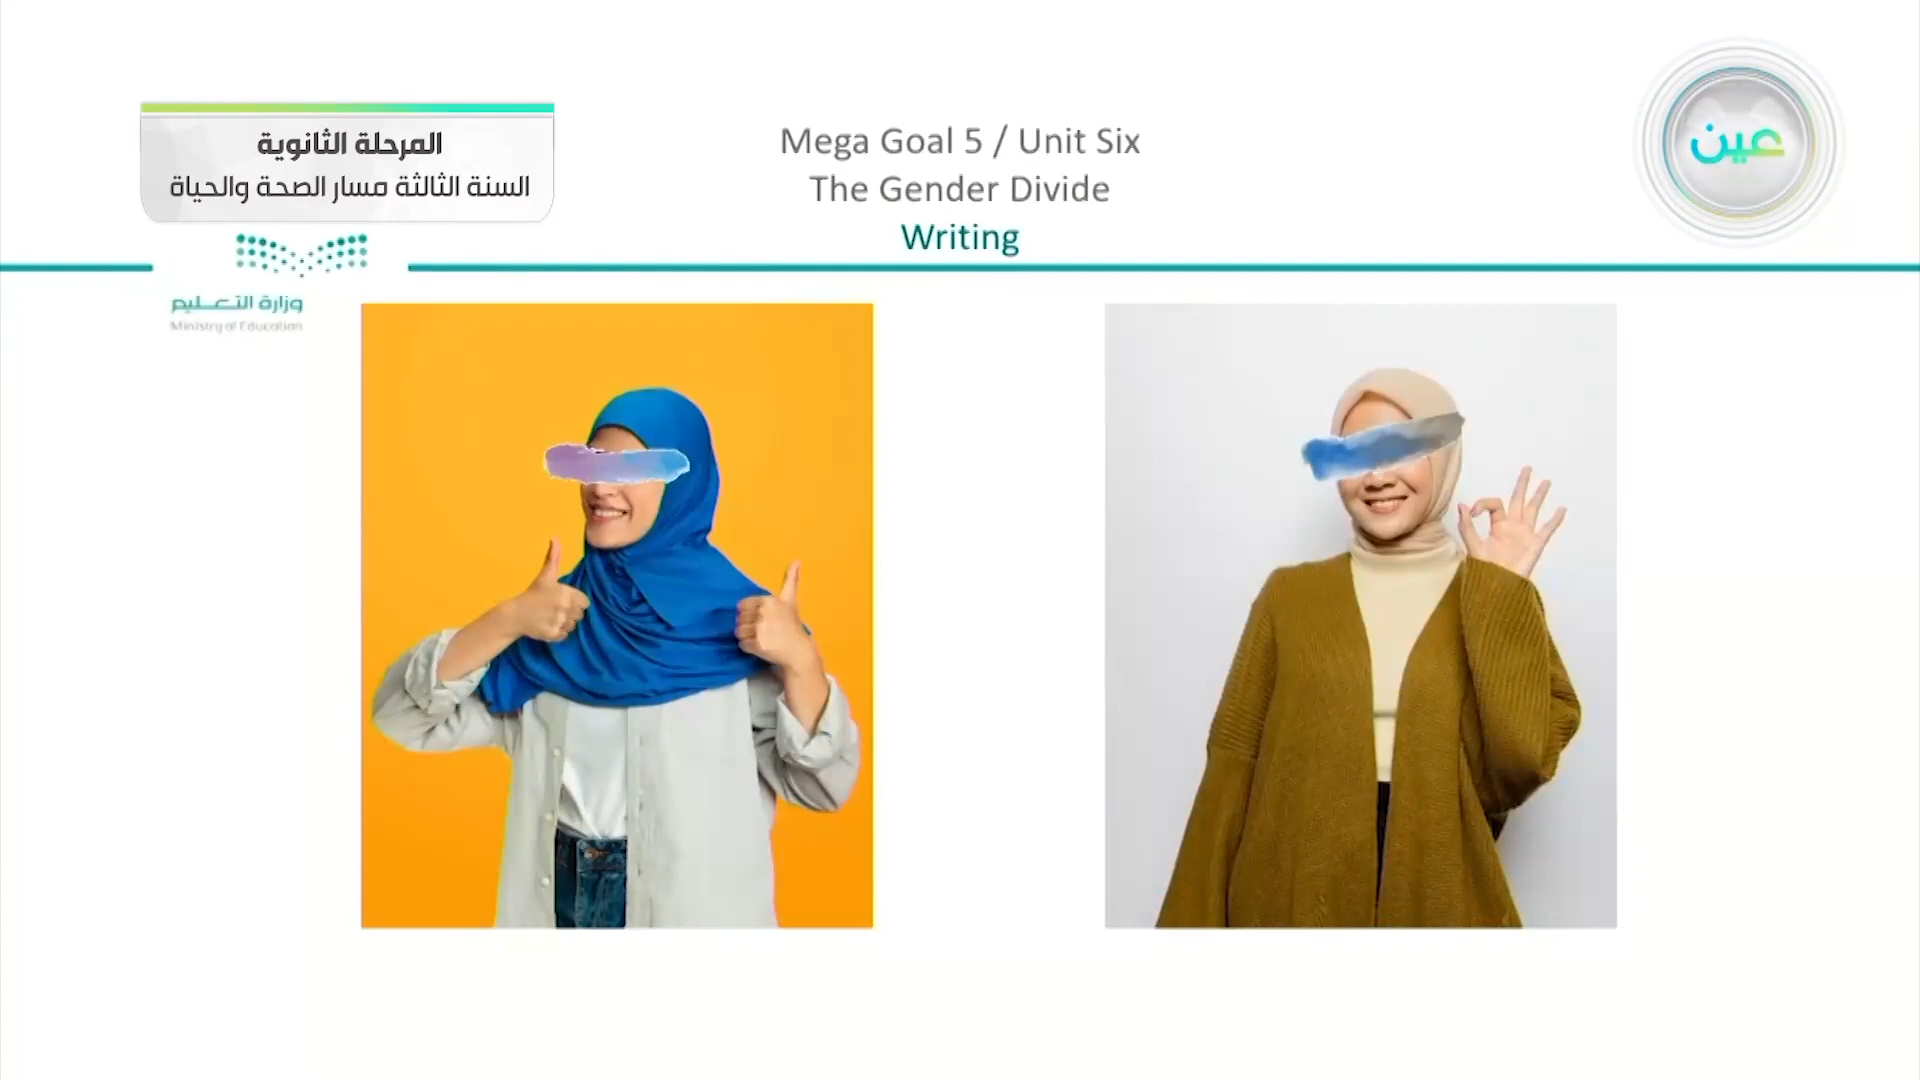 المرحلة الثانوية
السنة الثالثة مسار الصحة والحياة
Mega Goal 5 / Unit Six
The Gender Divide
Writing
عين
وزارة التعليم
Ministry of Education